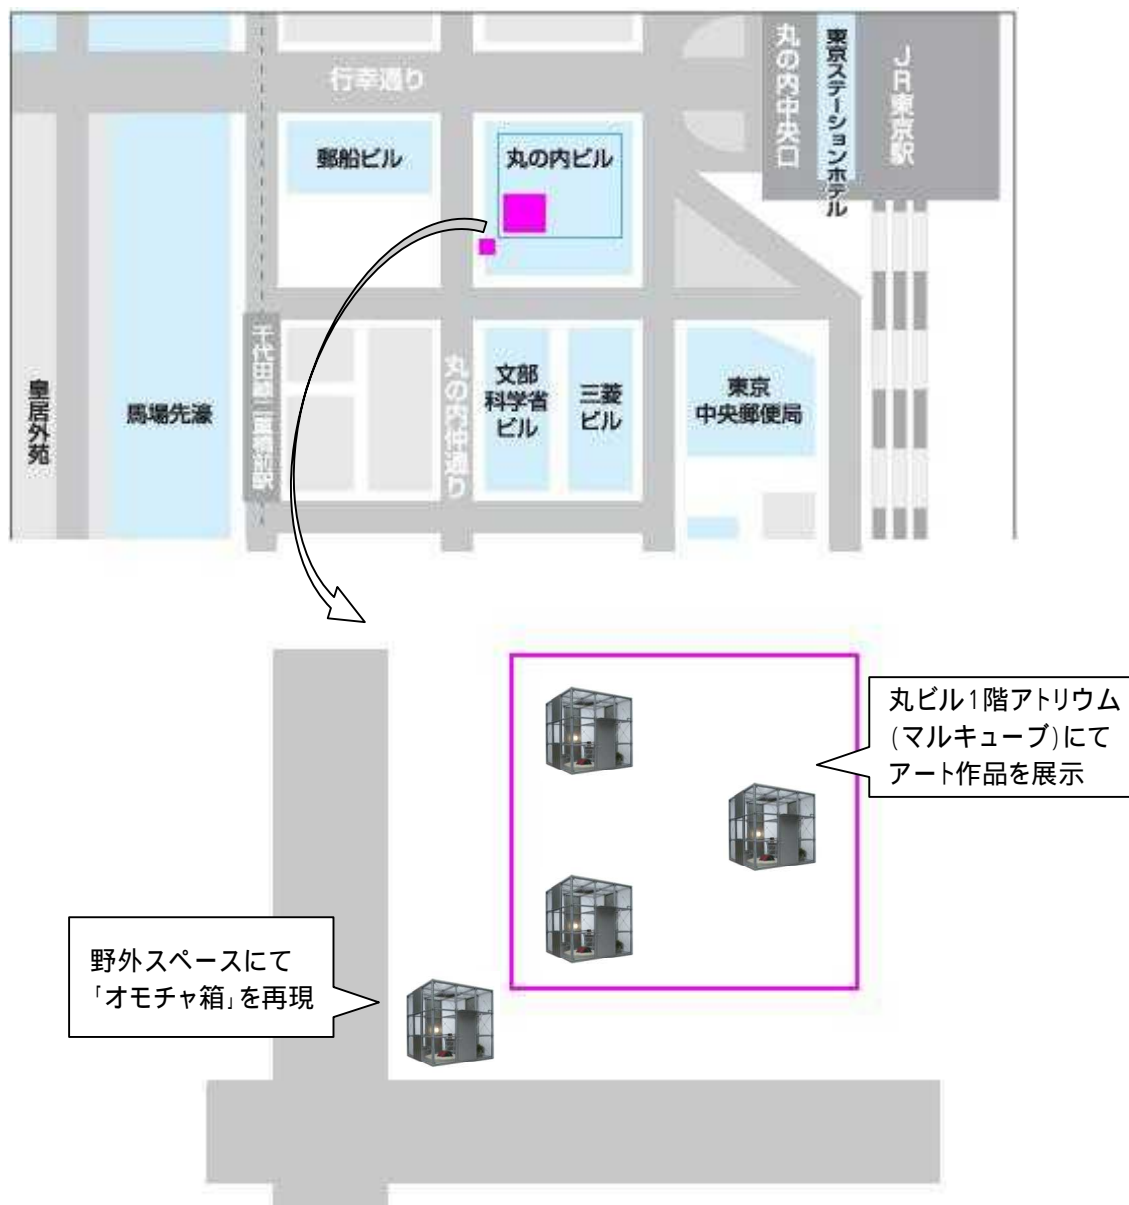 行幸通り
丸の内中央口
東京ステーションホテル
JR東京駅
郵船ビル
丸の内ビル
皇居外苑
馬場先濠
千代田線二重橋前駅
丸の内仲通り
文部
科学省
ビル
三菱
ビル
東京
中央郵便局
丸ビル1階アトリウム
(マルキューブ)にて
アート作品を展示
野外スペースにて
「オモチャ箱」を再現